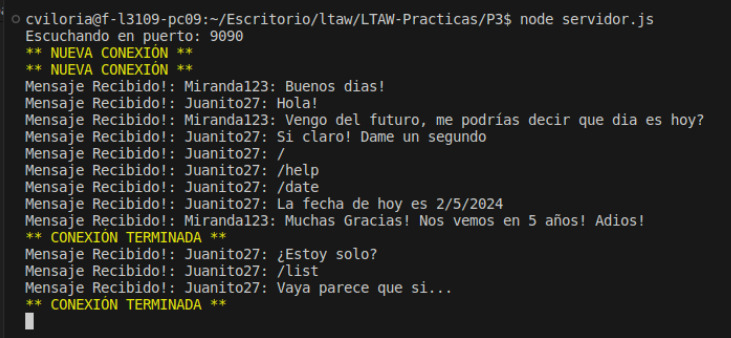 cviloria@f-l3109-pc09:~/Escritorio/ltaw/LTAW-Practicas/P3$ node servidor.js
Escuchando en puerto: 9090
** NUEVA CONEXIÓN **
** NUEVA CONEXIÓN **
Mensaje Recibido!: Miranda123: Buenos dias!
Mensaje Recibido!: Juanito27: Hola!
Mensaje Recibido!: Miranda123: Vengo del futuro, me podrías decir que dia es hoy?
Mensaje Recibido!: Juanito27: Si claro! Dame un segundo
Mensaje Recibido!: Juanito27: /
Mensaje Recibido!: Juanito27: /help
Mensaje Recibido!: Juanito27: /date
Mensaje Recibido!: Juanito27: La fecha de hoy es 2/5/2024
Mensaje Recibido!: Miranda123: Muchas Gracias! Nos vemos en 5 años! Adios!
** CONEXIÓN TERMINADA **
Mensaje Recibido!: Juanito27: ¿Estoy solo?
Mensaje Recibido!: Juanito27: /list
Mensaje Recibido!: Juanito27: Vaya parece que si...
** CONEXIÓN TERMINADA **